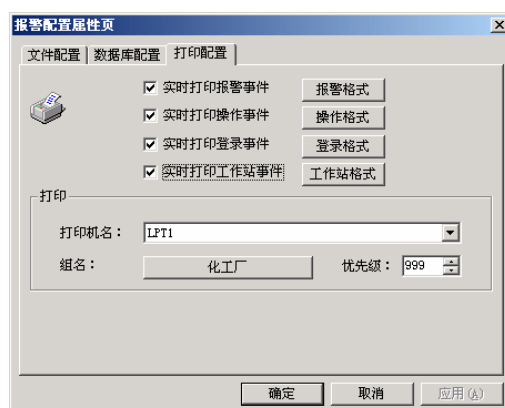 报警配置属性页
文件配置 数据库配置 打印配置
实时打印报警事件 报警格式
实时打印操作事件 操作格式
实时打印登录事件 登录格式
实时打印工作站事件 工作站格式
打印
打印机名： LPT1
组名： 化工厂 优先级： 999
确定 取消 应用(A)